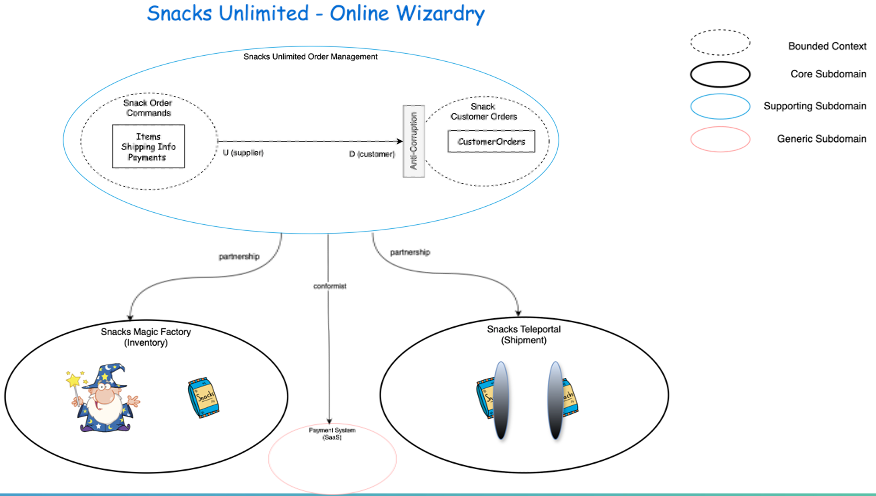 Snacks Unlimited - Online Wizardry
Snacks Unlimited Order Management
Snack Order
Commands
Items
Shipping Info
Payments
U (supplier)
D (customer)
Anti-Corruption
Snack
Customer Orders
CustomerOrders
Bounded Context
Core Subdomain
Supporting Subdomain
Generic Subdomain
partnership
conformist
partnership
Snacks Magic Factory
(Inventory)
Snacks Teleportal
(Shipment)
Payment System
(SaaS)